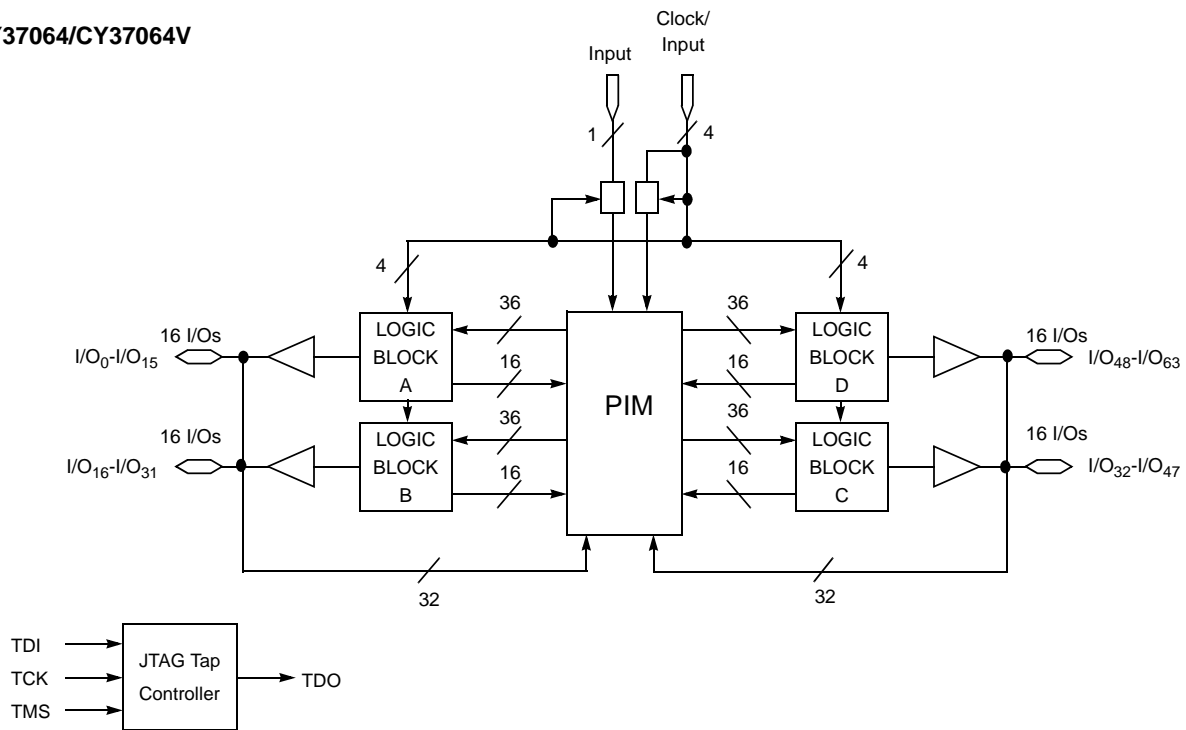 Y37064/CY37064V
Clock/
Input
Input
1
4
4
4
36
36
LOGIC
BLOCK
A
LOGIC
BLOCK
D
16 I/Os
I/O0-I/O15
16 I/Os
I/O48-I/O63
16
16
PIM
36
36
LOGIC
BLOCK
B
LOGIC
BLOCK
C
16 I/Os
I/O16-I/O31
16 I/Os
I/O32-I/O47
16
16
32
32
TDI
TCK
TMS
JTAG Tap
Controller
TDO